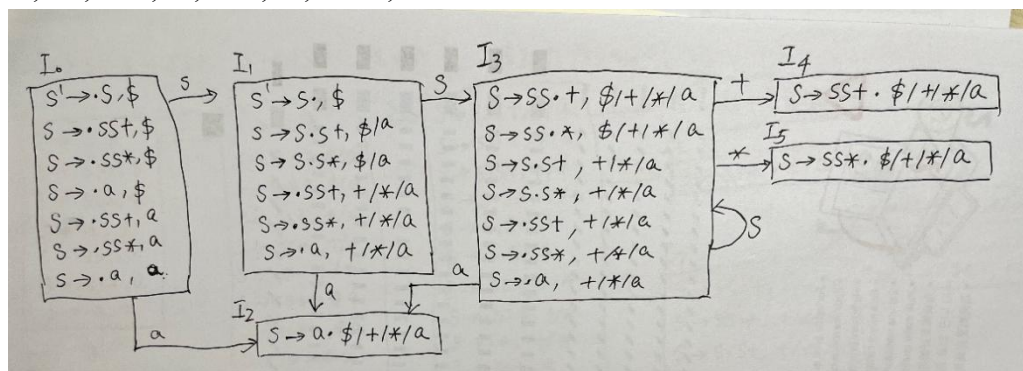 I₀
S'→·S,$
S→·SS+,$
S→·SS*,$
S→·a,$
S→·SS+,a
S→·SS*,a
S→·a, a
S
I₁
S'→S·,$
S→S·S+,$/a
S→S·S*,$/a
S→·SS+,+/*/a
S→·SS*,+/*/a
S→·a, +/*/a
S
I₃
S→SS·+, $/+/*/a
S→SS·*, $/+/*/a
S→S·S+, +/*/a
S→S·S*, +/*/a
S→·SS+, +/*/a
S→·SS*, +/*/a
S→·a, +/*/a
+
I₄
S→SS+· $/+/*/a
*
I₅
S→SS*· $/+/*/a
S
a
a
a
I₂
S→a· $/+/*/a